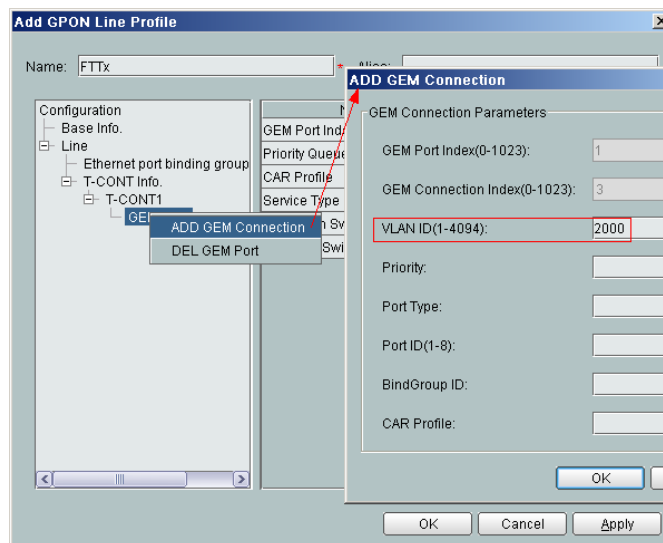 Add GPON Line Profile
Name: FTTx
*
ADD GEM Connection
Configuration
Base Info.
Line
Ethernet port binding group
T-CONT Info.
T-CONT1
ADD GEM Connection
DEL GEM Port
GEM Port Ind
Priority Queue
CAR Profile
Service Type
GEM Connection Parameters
GEM Port Index(0-1023): 1
GEM Connection Index(0-1023): 3
VLAN ID(1-4094): 2000
Priority:
Port Type:
Port ID(1-8):
BindGroup ID:
CAR Profile:
OK
OK
Cancel
Apply